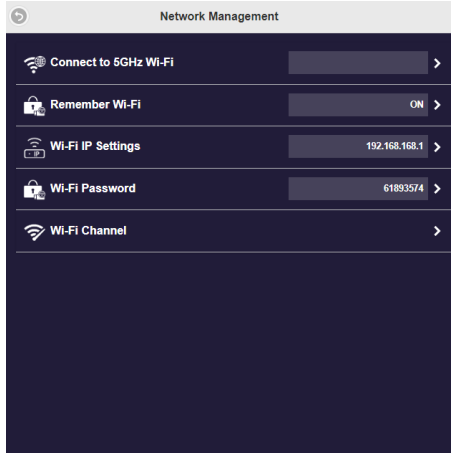 Network Management
Connect to 5GHz Wi-Fi
Remember Wi-Fi ON
Wi-Fi IP Settings 192.168.168.1
Wi-Fi Password 61893574
Wi-Fi Channel